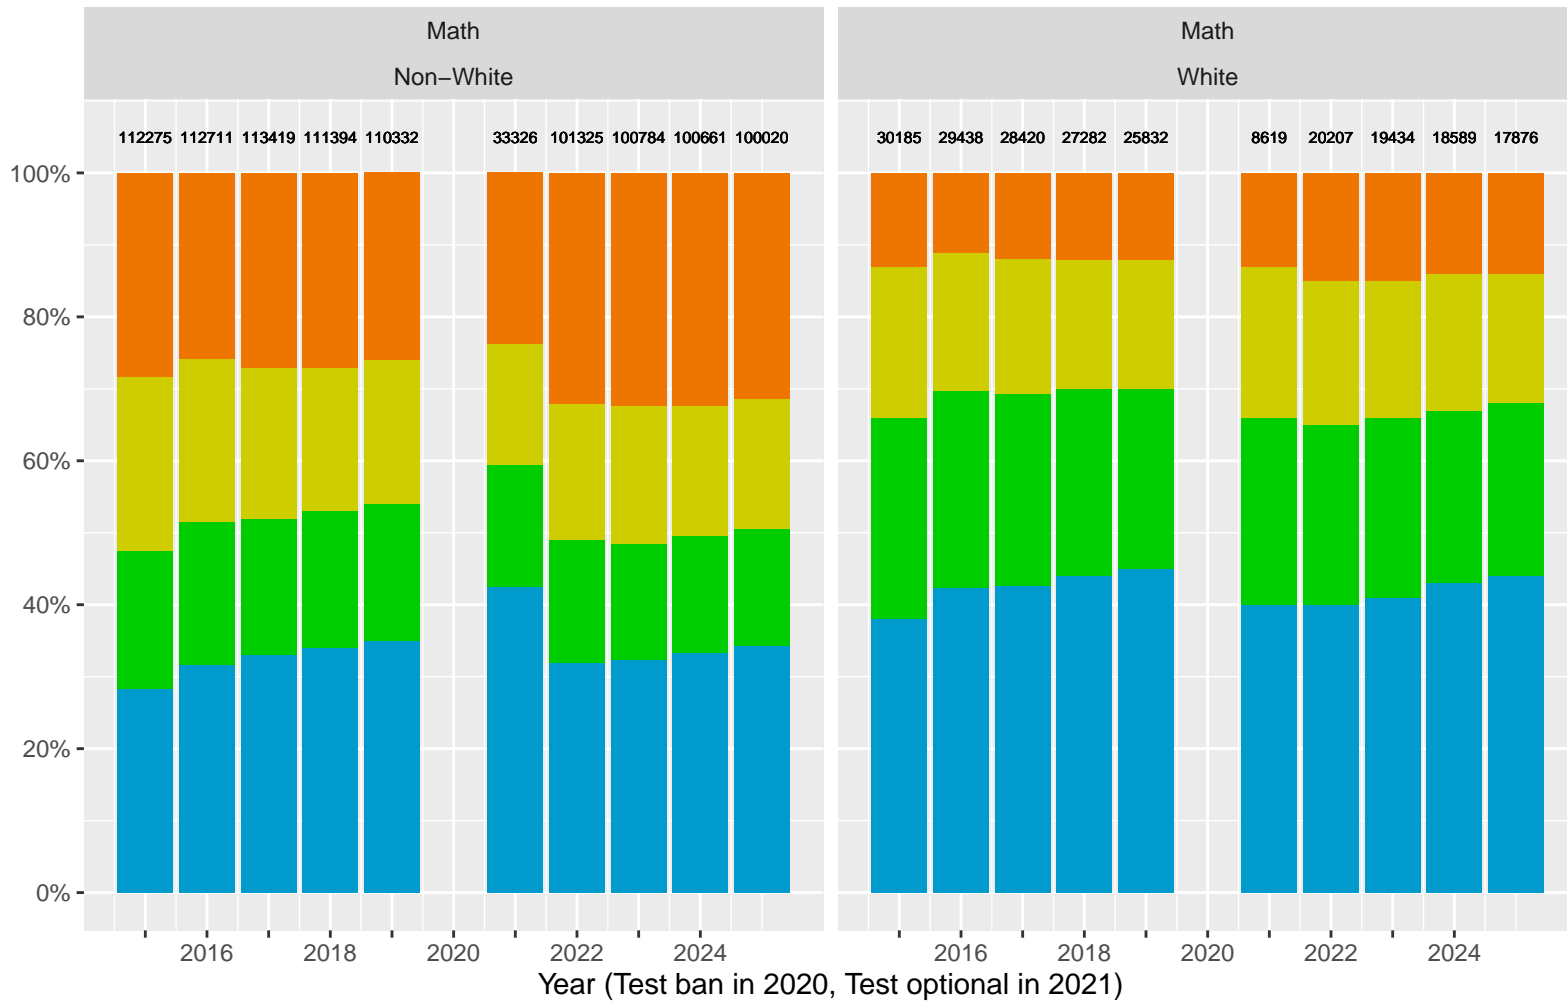 Math Math
Non−White White
112275 112711 113419 111394 110332 33326 101325 100784 100661 100020 30185 29438 28420 27282 25832 8619 20207 19434 18589 17876
100%
80%
60%
40%
20%
0%
2016 2018 2020 2022 2024 2016 2018 2020 2022 2024
Year (Test ban in 2020, Test optional in 2021)